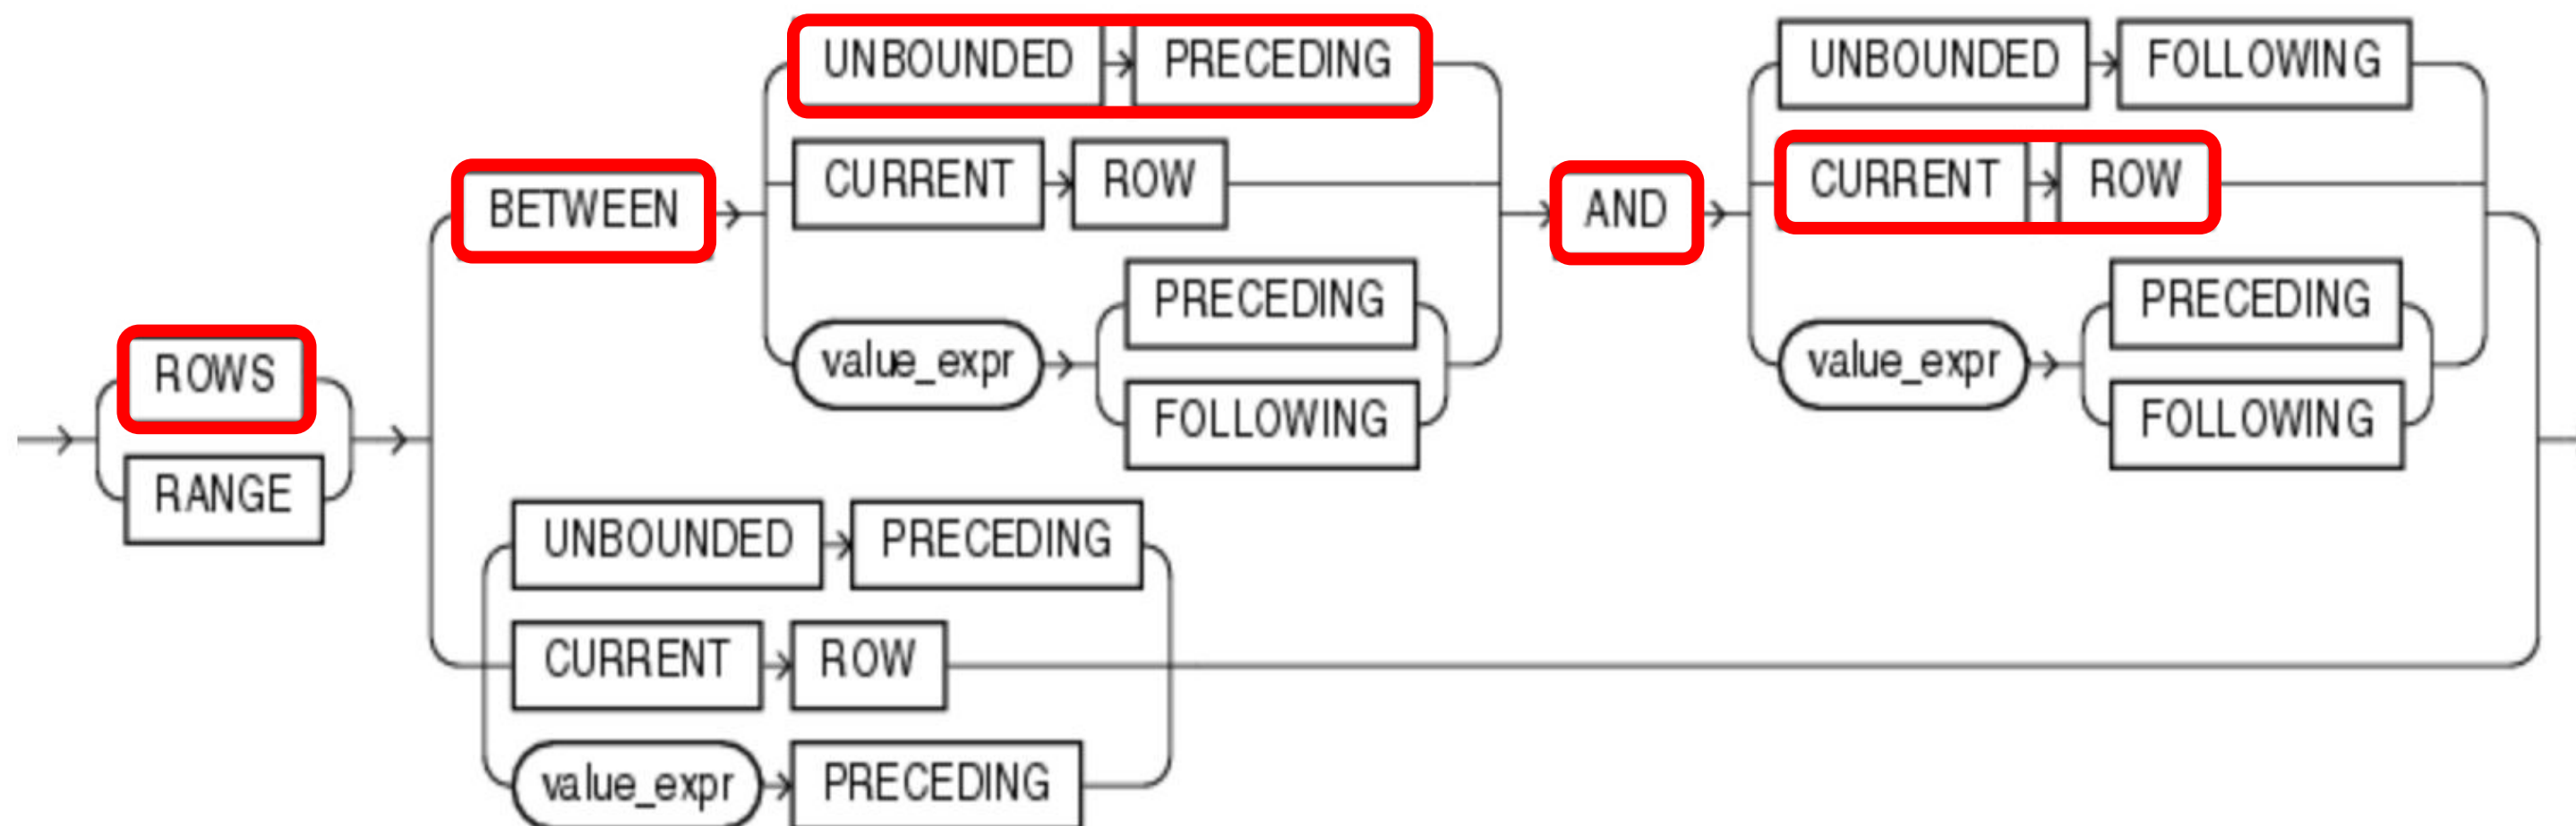 UNBOUNDED PRECEDING UNBOUNDED FOLLOWING
CURRENT ROW CURRENT ROW
BETWEEN AND
PRECEDING PRECEDING
value_expr value_expr
ROWS FOLLOWING FOLLOWING
RANGE
UNBOUNDED PRECEDING
CURRENT ROW
value_expr PRECEDING